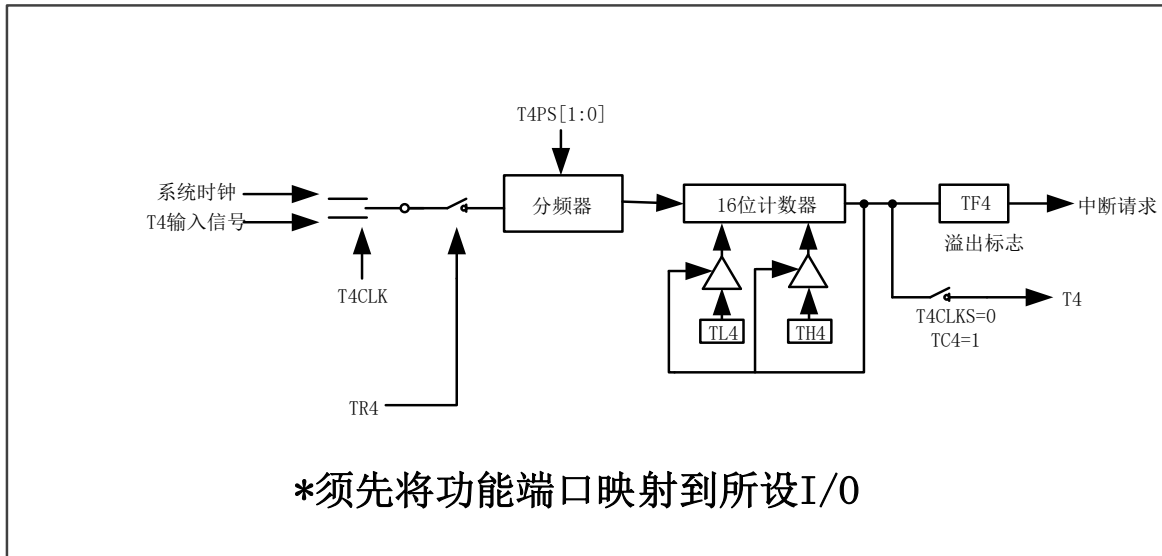 T4PS[1:0]
系统时钟
T4输入信号
分频器
16位计数器
TF4
中断请求
溢出标志
T4CLK
TL4
TH4
T4
T4CLKS=0
TC4=1
TR4
*须先将功能端口映射到所设I/O